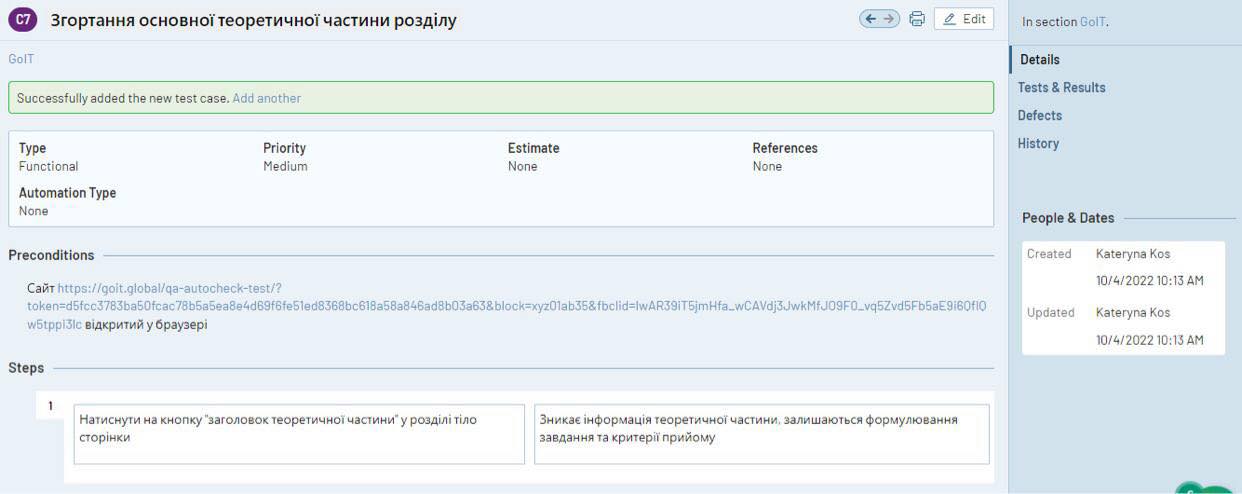 C7 Згортання основної теоретичної частини розділу
Edit
GoIT
Successfully added the new test case. Add another
Type Priority Estimate References
Functional Medium None None
Automation Type
None
Preconditions
Сайт https://goit.global/qa-autocheck-test/?
token=d5fcc3783ba50fcac78b5a5ea8e4d69f6fe51ed8368bc618a58a846ad8b03a63&block=xyz01ab35&fbclid=IwAR39iT5jmHfa_wCAVdj3JwkMfJO9F0_vq5Zvd5Fb5aE9i6QflQ
w5tppi3Ic відкритий у браузері
Steps
1
Натиснути на кнопку "заголовок теоретичної частини" у розділі тіло
сторінки
Зникає інформація теоретичної частини, залишаються формулювання
завдання та критерії прийому
In section GoIT.
Details
Tests & Results
Defects
History
People & Dates
Created Kateryna Kos
10/4/2022 10:13 AM
Updated Kateryna Kos
10/4/2022 10:13 AM